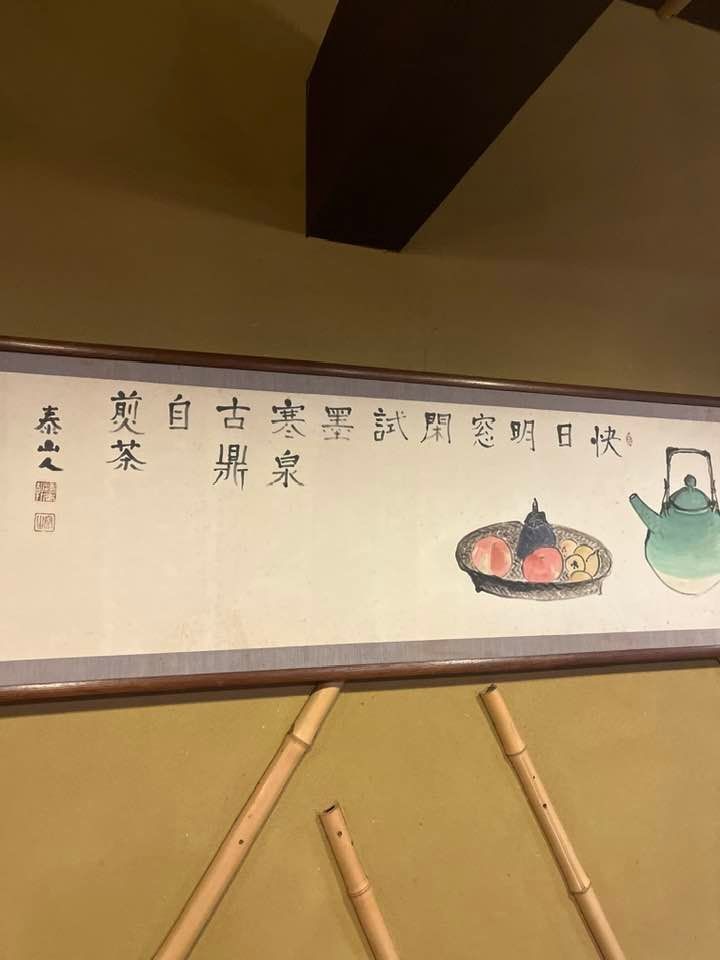 快日明窓閑試墨
寒泉
古鼎
自
煎茶
泰山人